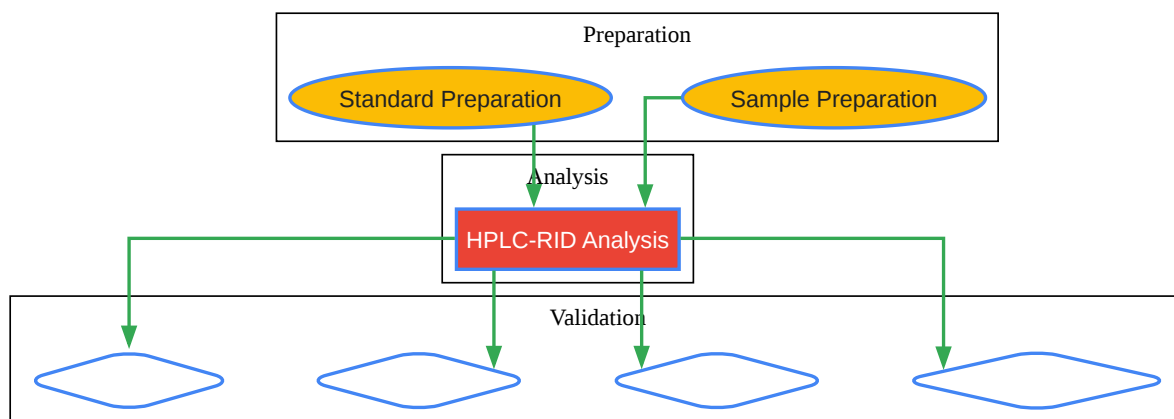 Preparation
Standard Preparation
Sample Preparation
Analysis
HPLC-RID Analysis
Validation